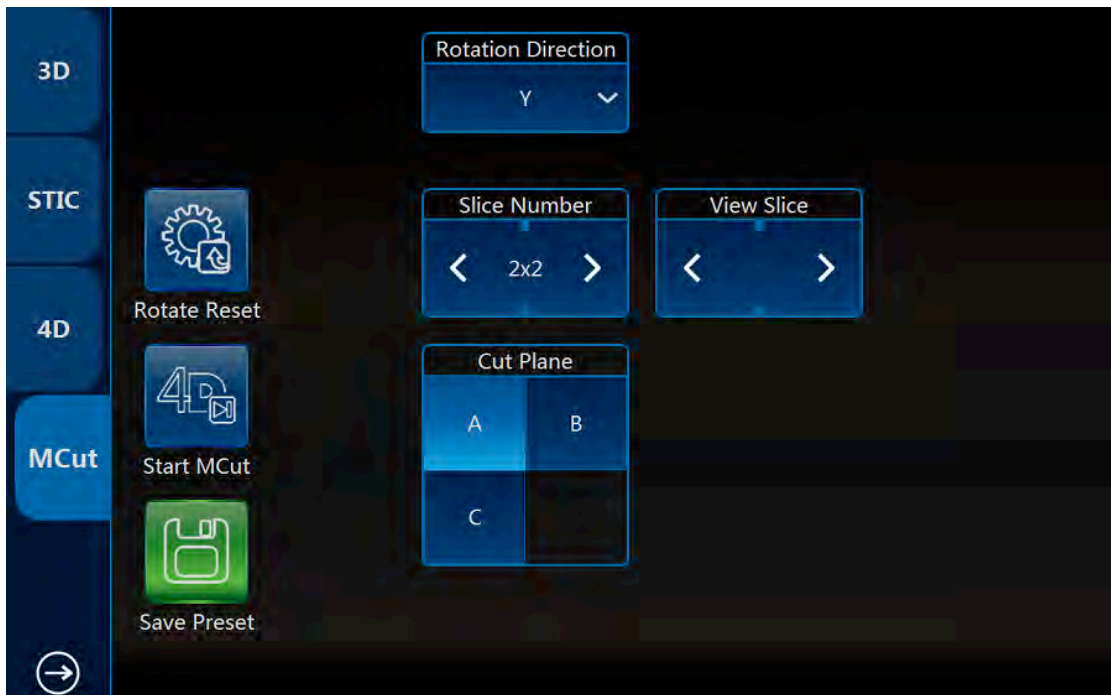 3D
STIC
4D
MCut
Rotate Reset
4D
Start MCut
Save Preset
Rotation Direction
Y
Slice Number
2x2
View Slice
Cut Plane
A B
C